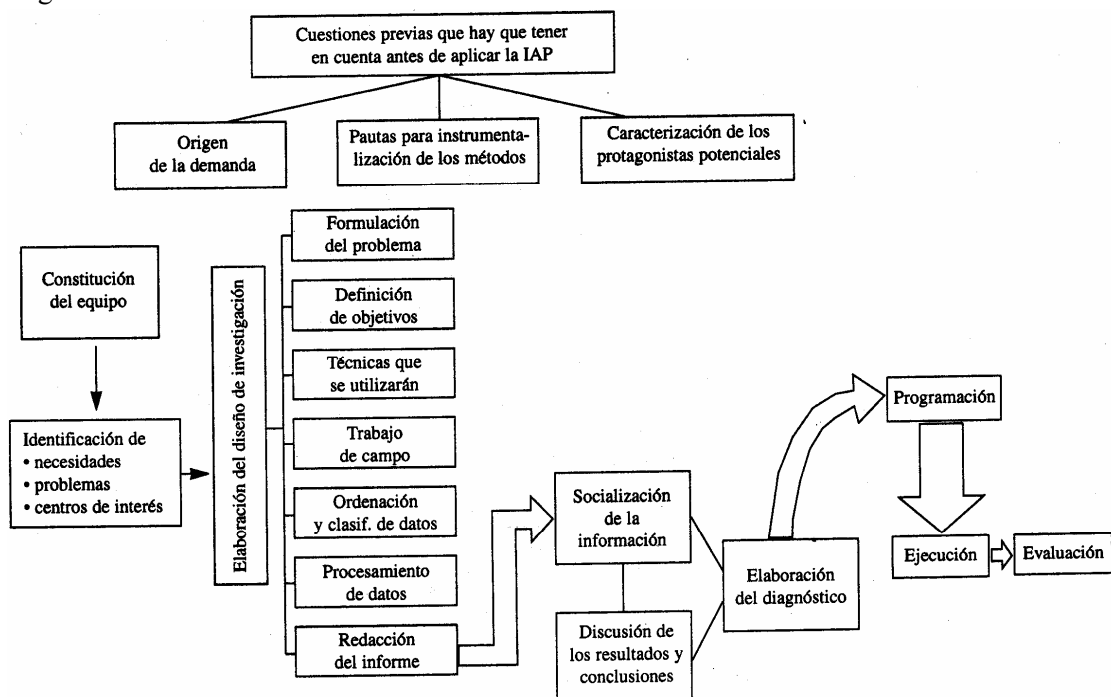 Cuestiones previas que hay que tener
en cuenta antes de aplicar la IAP
Origen
de la demanda
Pautas para instrumenta-
lización de los métodos
Caracterización de los
protagonistas potenciales
Constitución
del equipo
Identificación de
• necesidades
• problemas
• centros de interés
Elaboración del diseño de investigación
Formulación
del problema
Definición
de objetivos
Técnicas que
se utilizarán
Trabajo
de campo
Ordenación
y clasif. de datos
Procesamiento
de datos
Redacción
del informe
Socialización
de la
información
Discusión de
los resultados y
conclusiones
Elaboración
del diagnóstico
Programación
Ejecución
Evaluación